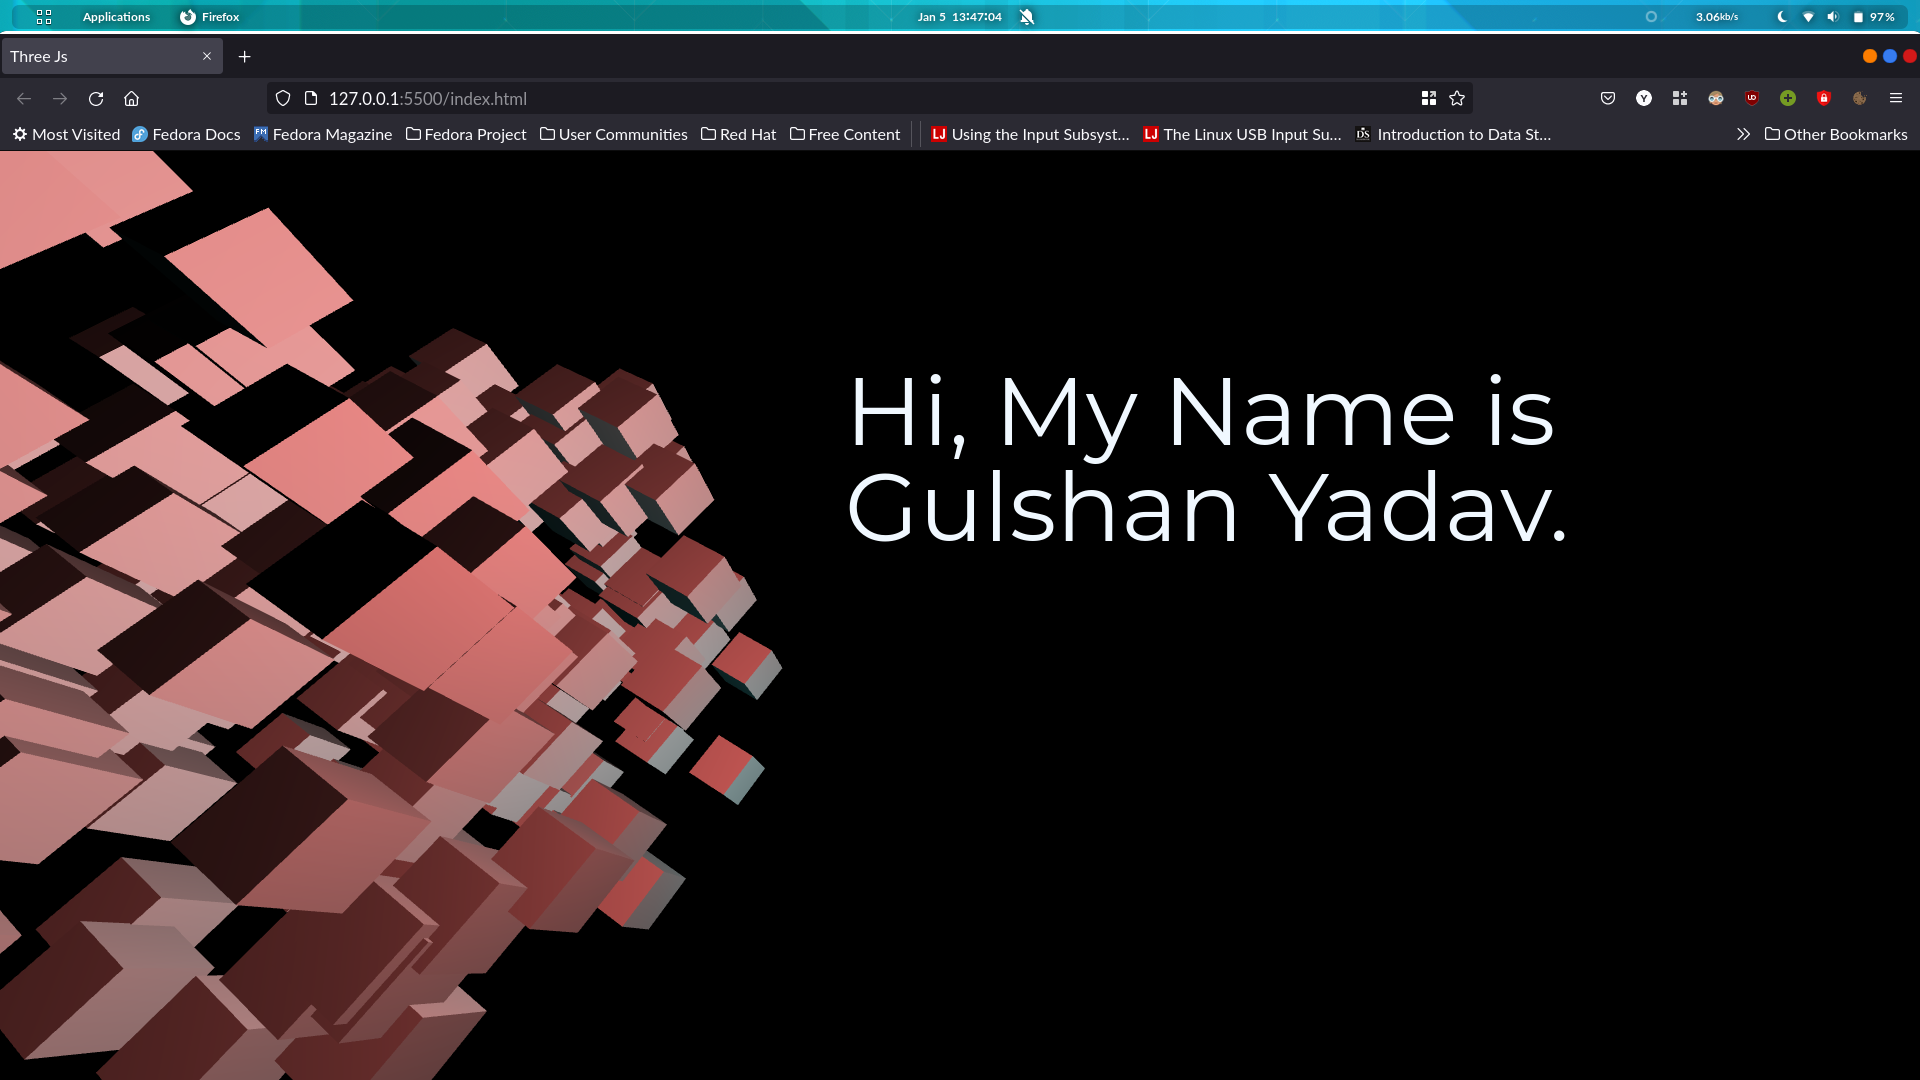 Applications Firefox Jan 5 13:47:04 3.06kb/s 97%
Three Js
127.0.0.1:5500/index.html
Most Visited Fedora Docs Fedora Magazine Fedora Project User Communities Red Hat Free Content Using the Input Subsyst... The Linux USB Input Su... Introduction to Data St... Other Bookmarks
Hi, My Name is
Gulshan Yadav.